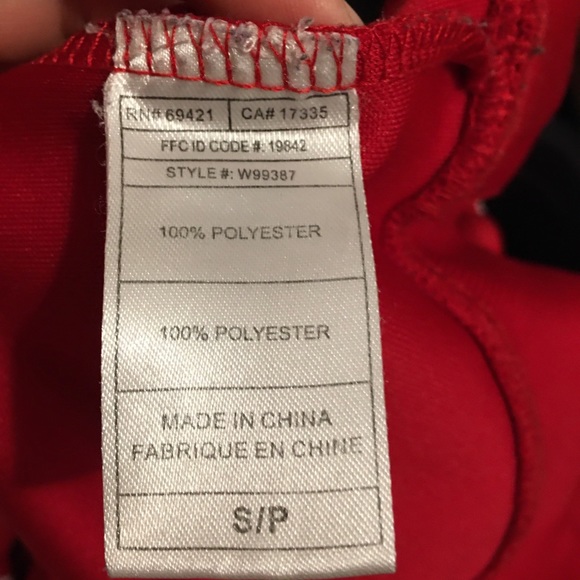 RN# 69421 CA# 17335
FFC ID CODE #: 19842
STYLE #: W99387
100% POLYESTER
100% POLYESTER
MADE IN CHINA
FABRIQUE EN CHINE
S/P